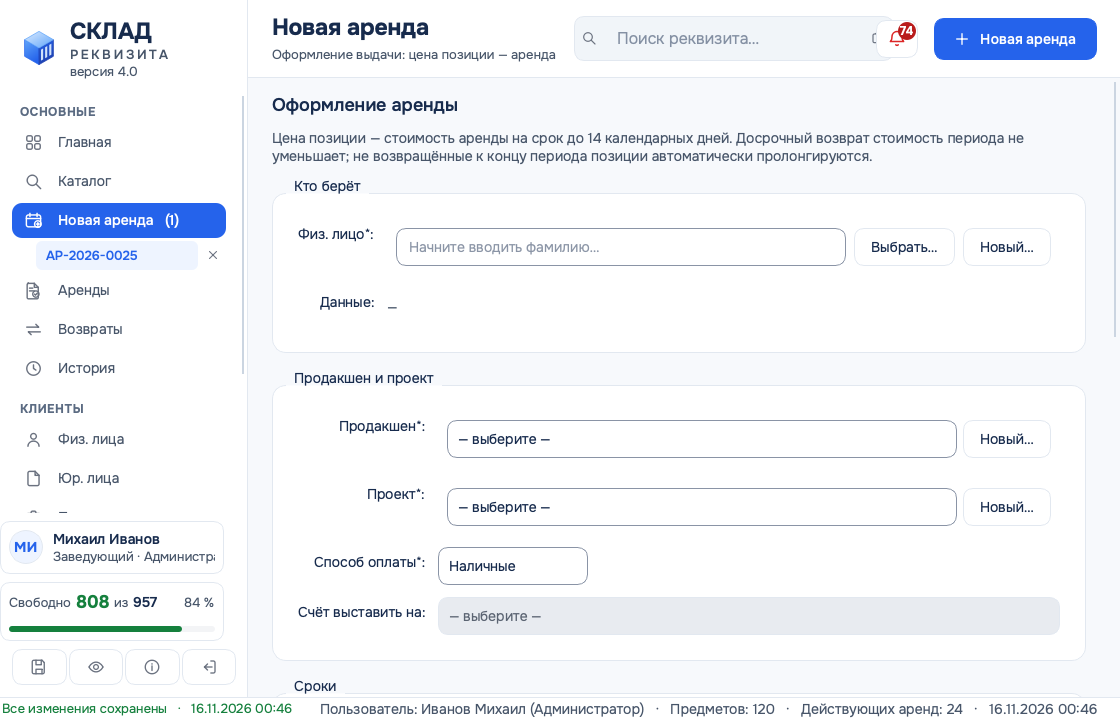 СКЛАД
РЕКВИЗИТА
версия 4.0
ОСНОВНЫЕ
Главная
Каталог
Новая аренда (1)
АР-2026-0025
Аренды
Возвраты
История
КЛИЕНТЫ
Физ. лица
Юр. лица
МИ
Михаил Иванов
Заведующий · Администра
Свободно 808 из 957 84 %
Новая аренда
Оформление выдачи: цена позиции — аренда
Поиск реквизита...
74
Новая аренда
Оформление аренды
Цена позиции — стоимость аренды на срок до 14 календарных дней. Досрочный возврат стоимость периода не
уменьшает; не возвращённые к концу периода позиции автоматически пролонгируются.
Кто берёт
Физ. лицо*:
Начните вводить фамилию...
Выбрать...
Новый...
Данные: —
Продакшен и проект
Продакшен*:
— выберите —
Новый...
Проект*:
— выберите —
Новый...
Способ оплаты*:
Наличные
Счёт выставить на:
— выберите —
Сроки
Все изменения сохранены · 16.11.2026 00:46
Пользователь: Иванов Михаил (Администратор) · Предметов: 120 · Действующих аренд: 24 · 16.11.2026 00:46